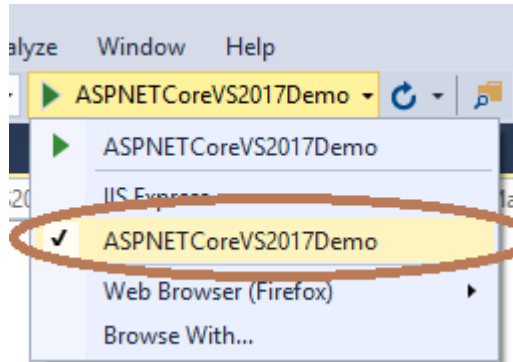 alyze Window Help
ASPNETCoreVS2017Demo
ASPNETCoreVS2017Demo
IIS Express
ASPNETCoreVS2017Demo
Web Browser (Firefox)
Browse With...